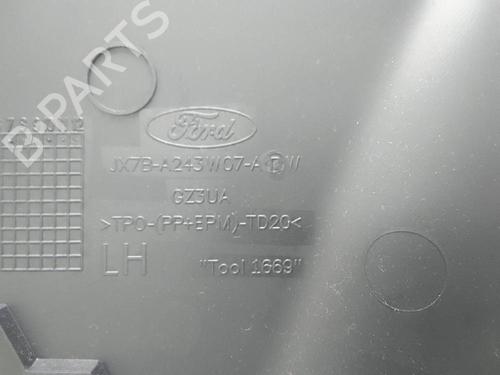 B-PARTS
Ford
JX7B-A243W07-A D W
GZ3UA
>TPO-(PP+EPM)-TD20<
LH
"Tool 1669"